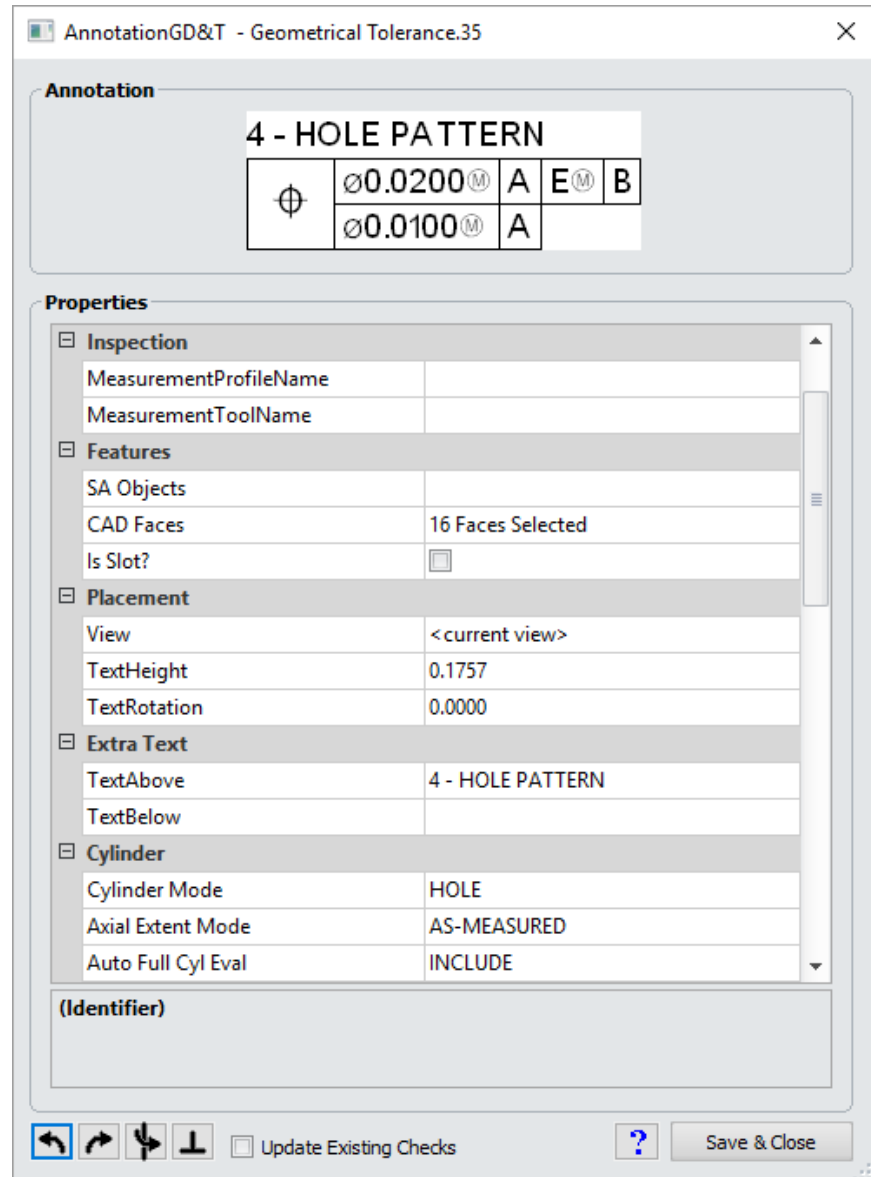 AnnotationGD&T - Geometrical Tolerance.35
Annotation
4 - HOLE PATTERN
⌖ ⌀0.0200Ⓜ A EⓂ B
⌀0.0100Ⓜ A
Properties
Inspection
MeasurementProfileName
MeasurementToolName
Features
SA Objects
CAD Faces 16 Faces Selected
Is Slot?
Placement
View <current view>
TextHeight 0.1757
TextRotation 0.0000
Extra Text
TextAbove 4 - HOLE PATTERN
TextBelow
Cylinder
Cylinder Mode HOLE
Axial Extent Mode AS-MEASURED
Auto Full Cyl Eval INCLUDE
(Identifier)
Update Existing Checks ? Save & Close